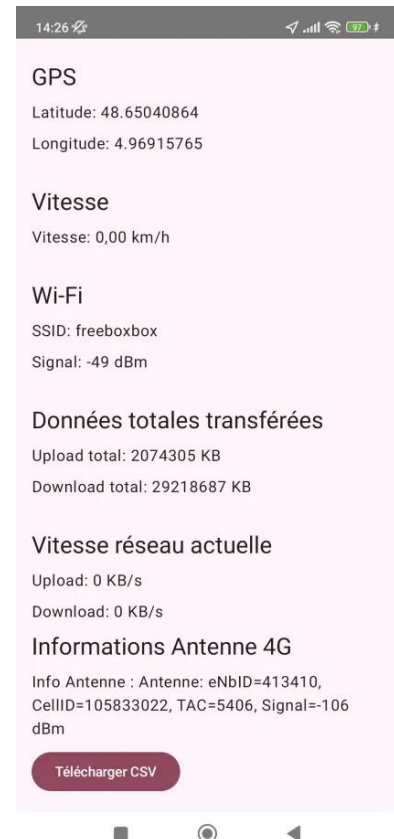 14:26
97
GPS
Latitude: 48.65040864
Longitude: 4.96915765
Vitesse
Vitesse: 0,00 km/h
Wi-Fi
SSID: freeboxbox
Signal: -49 dBm
Données totales transférées
Upload total: 2074305 KB
Download total: 29218687 KB
Vitesse réseau actuelle
Upload: 0 KB/s
Download: 0 KB/s
Informations Antenne 4G
Info Antenne : Antenne: eNbID=413410,
CellID=105833022, TAC=5406, Signal=-106
dBm
Télécharger CSV